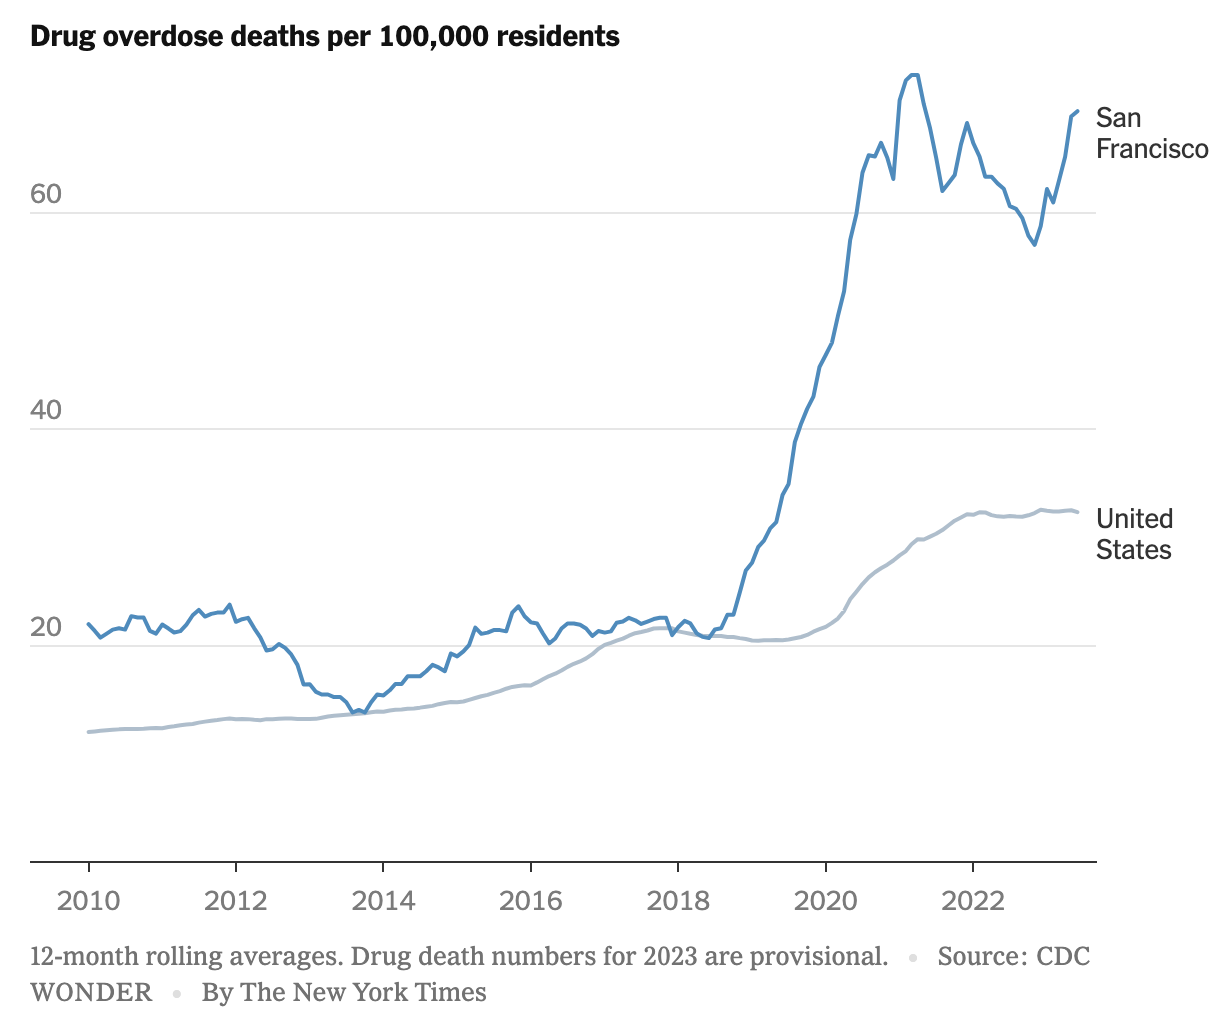 Drug overdose deaths per 100,000 residents
San
Francisco
60
40
United
States
20
2010 2012 2014 2016 2018 2020 2022
12-month rolling averages. Drug death numbers for 2023 are provisional. • Source: CDC
WONDER • By The New York Times